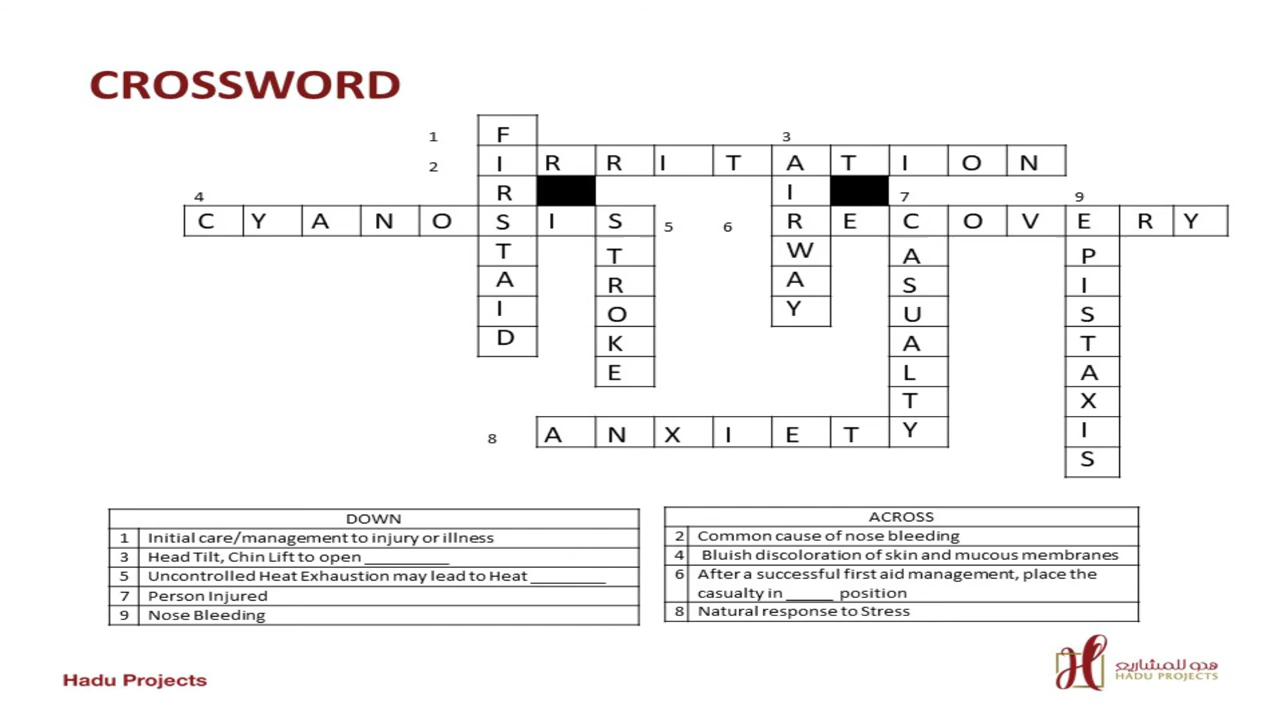 CROSSWORD
1 F 3
2 I R R I T A T I O N
4 R I 7 9
C Y A N O S I S 5 6 R E C O V E R Y
T T W A P
A R A S I
I O Y U S
D K A T
E L A
T X
8 A N X I E T Y I
S
DOWN
1 Initial care/management to injury or illness
3 Head Tilt, Chin Lift to open _________
5 Uncontrolled Heat Exhaustion may lead to Heat ________
7 Person Injured
9 Nose Bleeding
ACROSS
2 Common cause of nose bleeding
4 Bluish discoloration of skin and mucous membranes
6 After a successful first aid management, place the
casualty in _____ position
8 Natural response to Stress
Hadu Projects
هدو للمشاريع
HADU PROJECTS